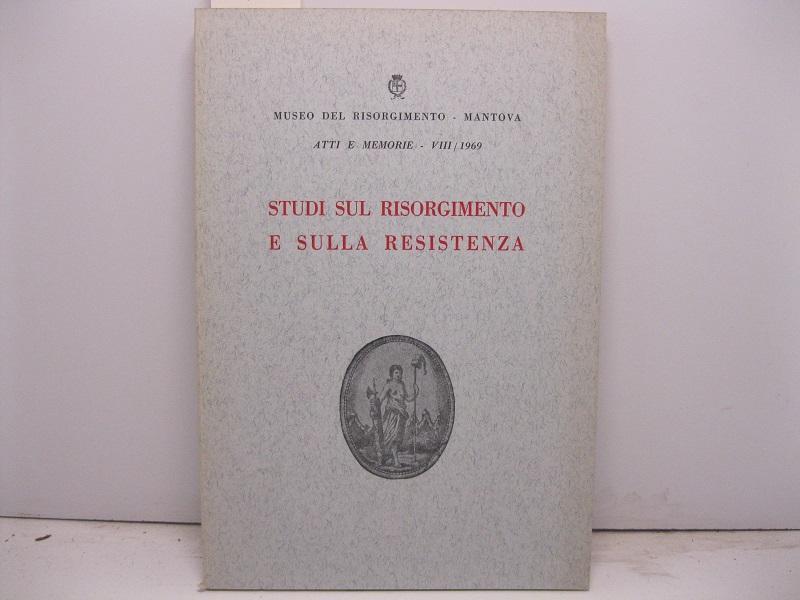 MUSEO DEL RISORGIMENTO - MANTOVA
ATTI E MEMORIE - VIII / 1969
STUDI SUL RISORGIMENTO
E SULLA RESISTENZA